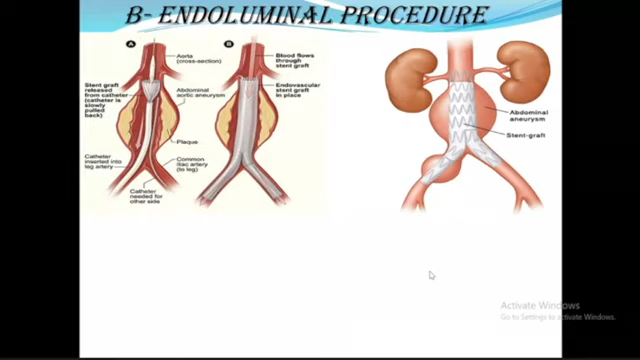 B- ENDOLUMINAL PROCEDURE
A
Aorta
(cross-section)
Stent graft
released from
catheter
(catheter is
slowly pulled
back)
Abdominal
aortic aneurysm
Plaque
Catheter
inserted into
leg artery
Common
iliac artery
(to leg)
Catheter
needed for
other side
B
Blood flows
through
stent graft
Endovascular
stent graft
in place
Abdominal
aneurysm
Stent-graft
Activate Windows
Go to Settings to activate Windows.